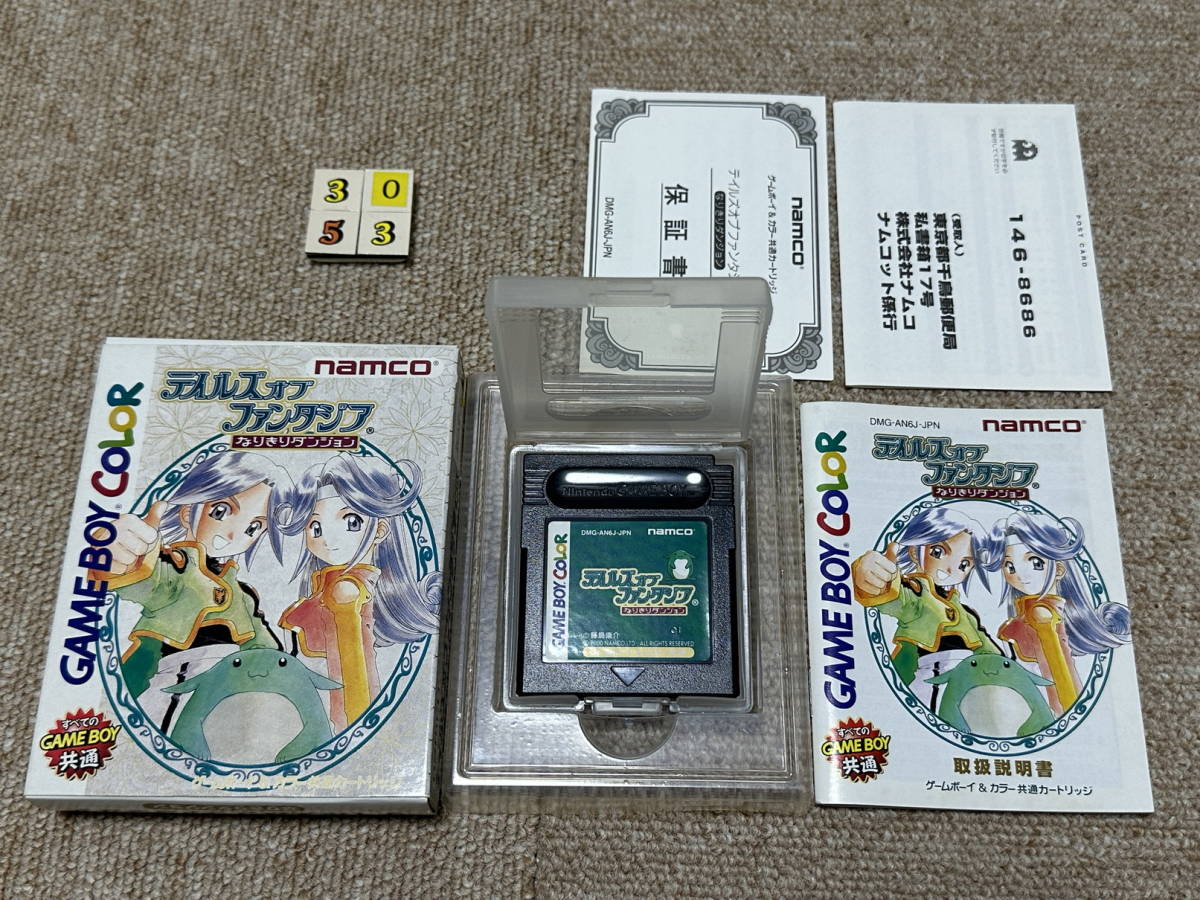 3 0
5 3
namco
ゲームボーイ&カラー共通カートリッジ
テイルズオブファンタジ
なりきりダンジョン
保証書
DMG-AN6J-JPN
POST CARD
146-8686
(受取人)
東京都千鳥郵便局
私書箱17号
株式会社ナムコ
ナムコット係行
namco
GAME BOY COLOR
テイルズ オブ
ファンタジア
なりきりダンジョン
すべての
GAME BOY
共通
Nintendo GAME BOY
DMG-AN6J-JPN
namco
GAME BOY COLOR
テイルズ オブ
ファンタジア
なりきりダンジョン
藤島康介
© 2000 NAMCO LTD., ALL RIGHTS RESERVED
DMG-AN6J-JPN
namco
GAME BOY COLOR
テイルズ オブ
ファンタジア
なりきりダンジョン
すべての
GAME BOY
共通
取扱説明書
ゲームボーイ&カラー共通カートリッジ